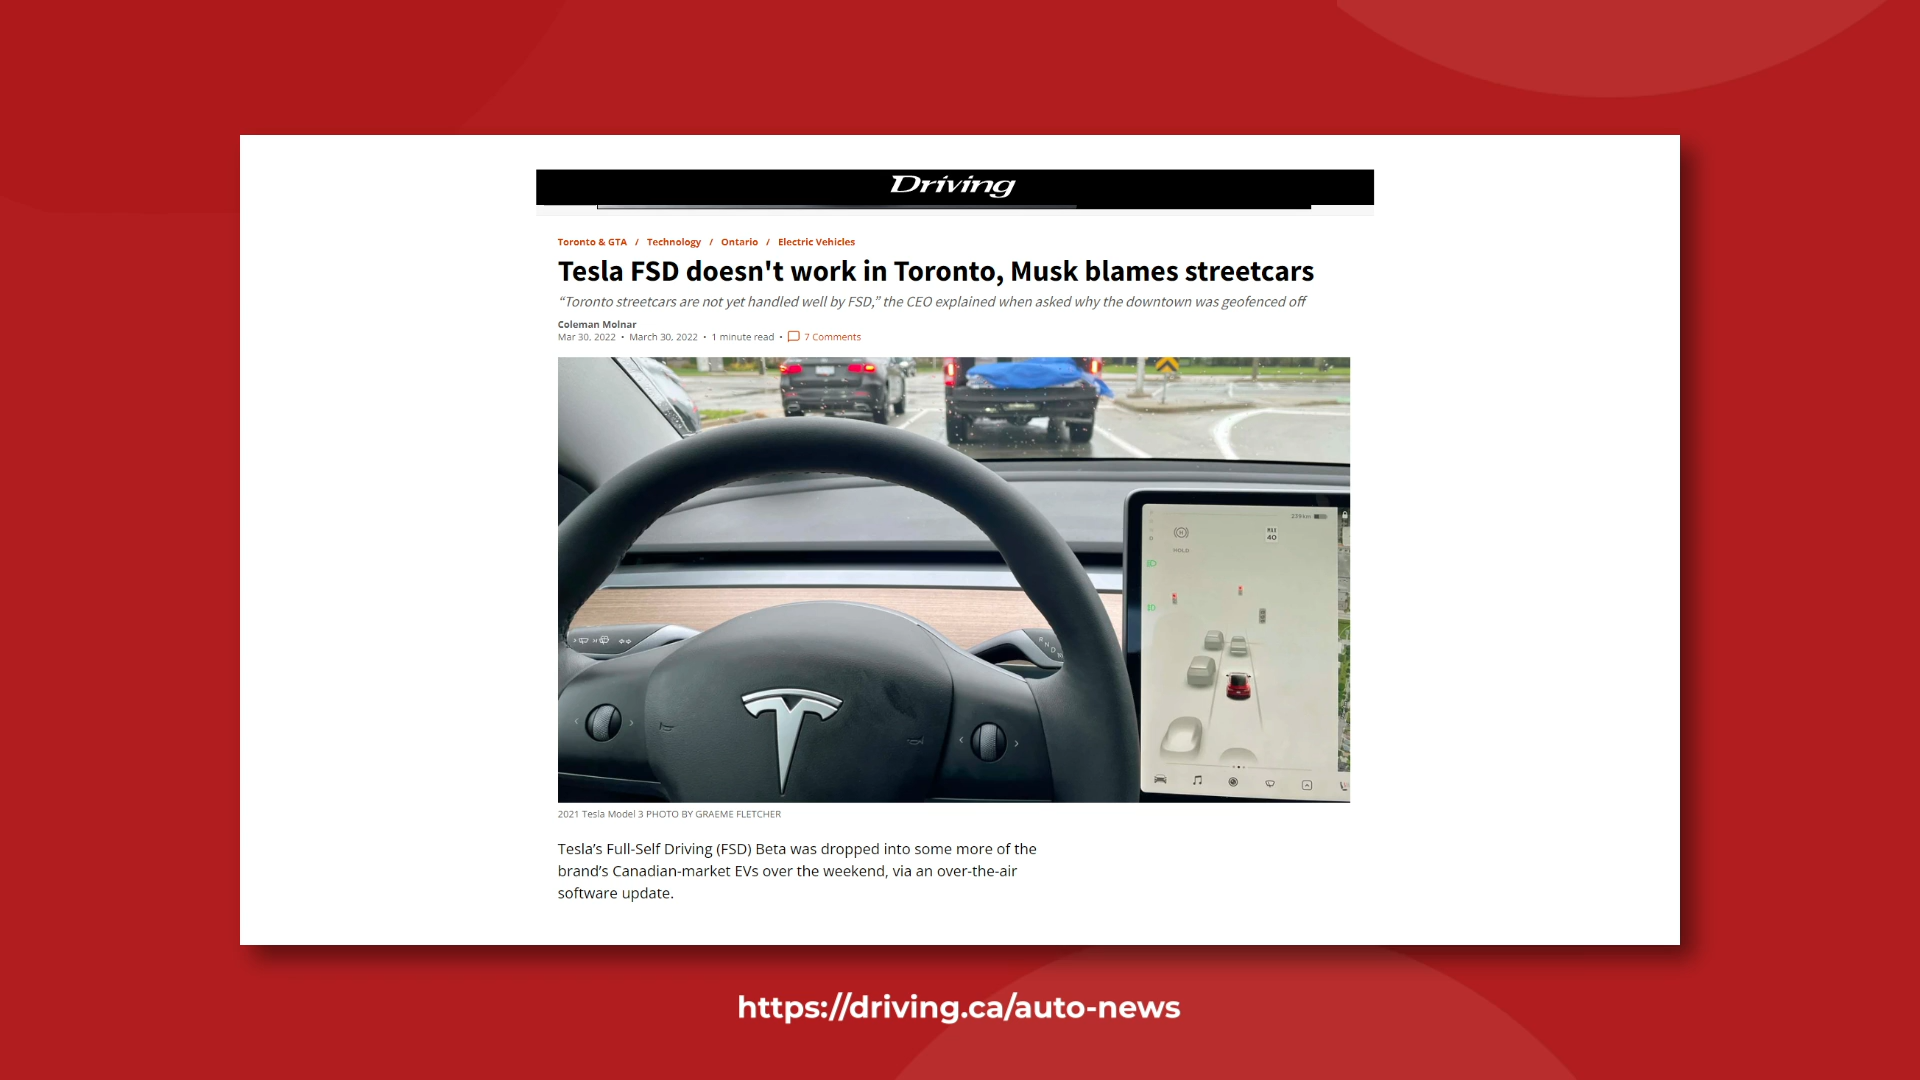 Driving
Toronto & GTA / Technology / Ontario / Electric Vehicles
Tesla FSD doesn't work in Toronto, Musk blames streetcars
“Toronto streetcars are not yet handled well by FSD,” the CEO explained when asked why the downtown was geofenced off
Coleman Molnar
Mar 30, 2022 • March 30, 2022 • 1 minute read • 7 Comments
HOLD
40
R
N
D
2021 Tesla Model 3 PHOTO BY GRAEME FLETCHER
Tesla’s Full-Self Driving (FSD) Beta was dropped into some more of the
brand’s Canadian-market EVs over the weekend, via an over-the-air
software update.
https://driving.ca/auto-news